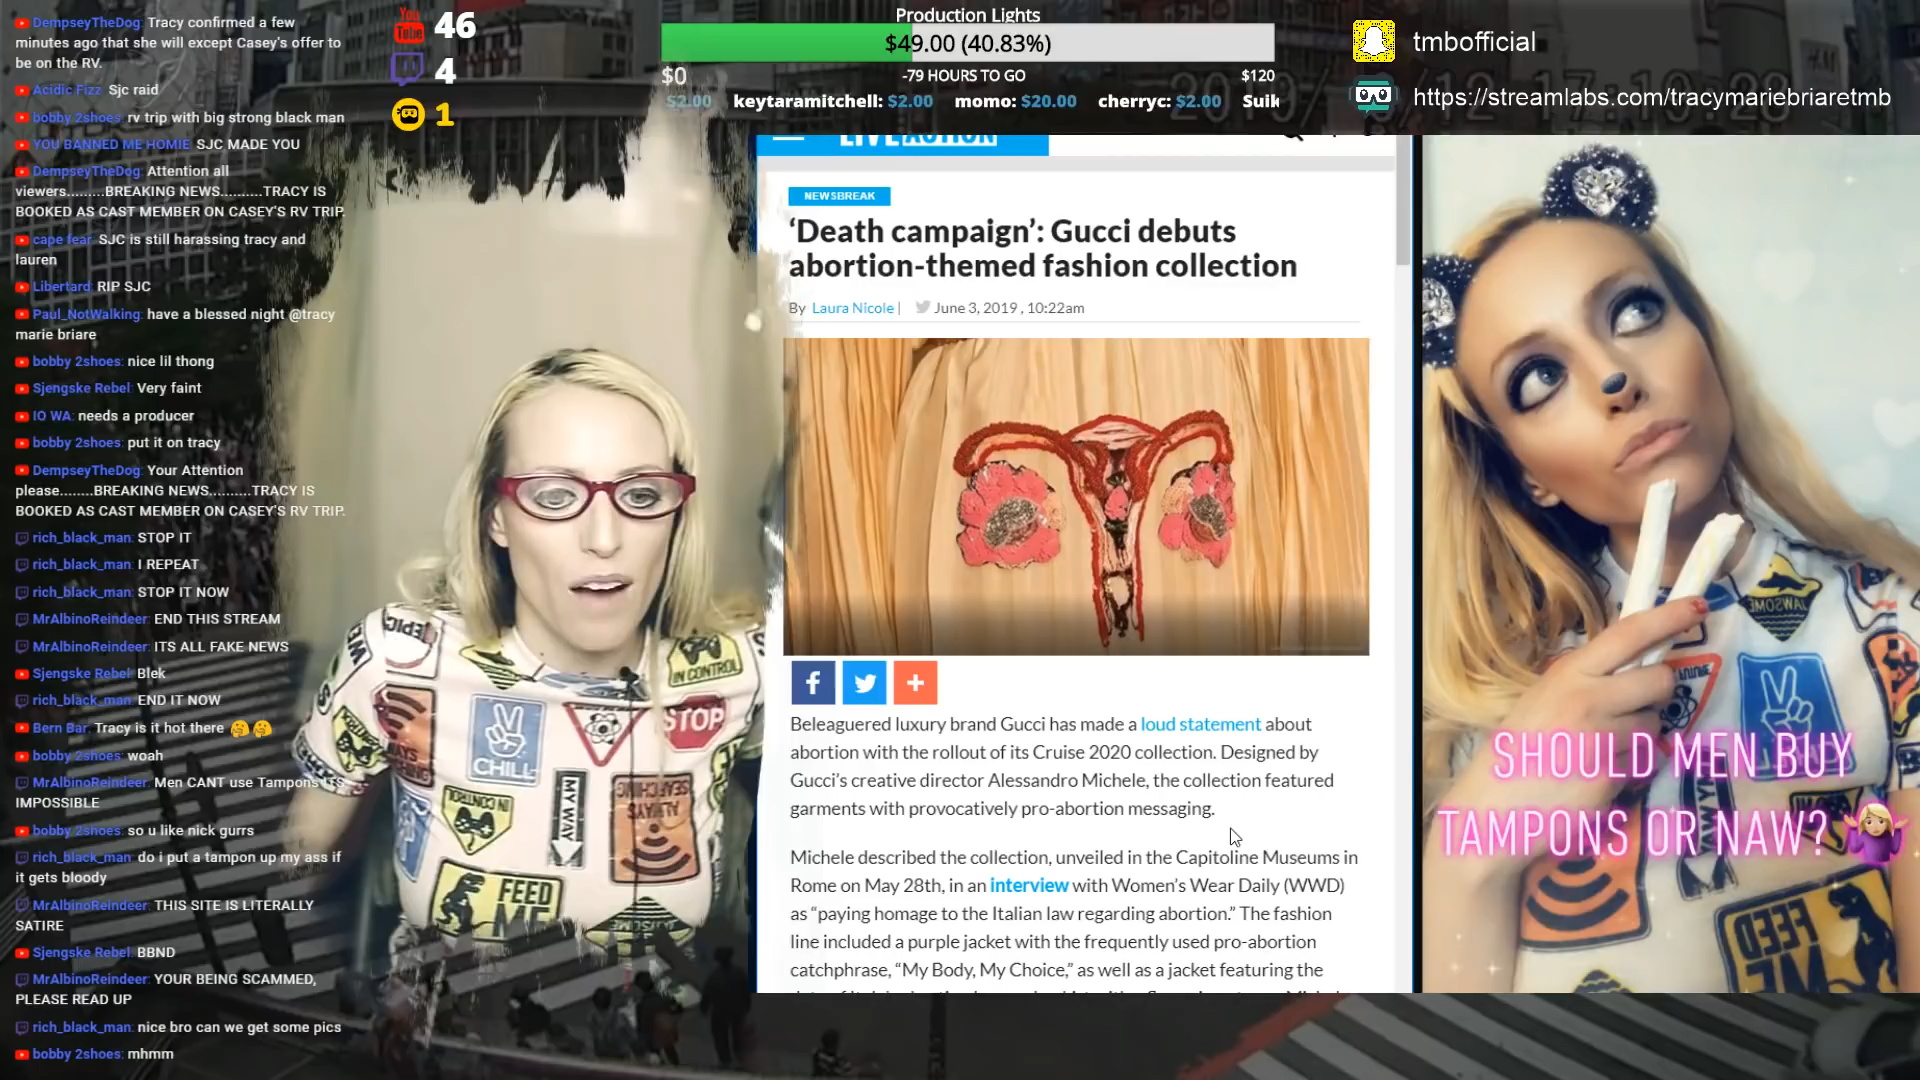 DempseyTheDog: Tracy confirmed a few
minutes ago that she will except Casey's offer to
be on the RV.
Acidic Fizz: Sjc raid
bobby 2shoes: rv trip with big strong black man
YOU BANNED ME HOMIE: SJC MADE YOU
DempseyTheDog: Attention all
viewers.........BREAKING NEWS..........TRACY IS
BOOKED AS CAST MEMBER ON CASEY'S RV TRIP.
cape fear: SJC is still harassing tracy and
lauren
Libertard: RIP SJC
Paul_NotWalking: have a blessed night @tracy
marie briare
bobby 2shoes: nice lil thong
Sjengske Rebel: Very faint
IO WA: needs a producer
bobby 2shoes: put it on tracy
DempseyTheDog: Your Attention
please........BREAKING NEWS..........TRACY IS
BOOKED AS CAST MEMBER ON CASEY'S RV TRIP.
rich_black_man: STOP IT
rich_black_man: I REPEAT
rich_black_man: STOP IT NOW
MrAlbinoReindeer: END THIS STREAM
MrAlbinoReindeer: ITS ALL FAKE NEWS
Sjengske Rebel: Blek
rich_black_man: END IT NOW
Bern Bar: Tracy is it hot there 🤔🤔
bobby 2shoes: woah
MrAlbinoReindeer: Men CANT use Tampons ITS
IMPOSSIBLE
bobby 2shoes: so u like nick gurrs
rich_black_man: do i put a tampon up my ass if
it gets bloody
MrAlbinoReindeer: THIS SITE IS LITERALLY
SATIRE
Sjengske Rebel: BBND
MrAlbinoReindeer: YOUR BEING SCAMMED,
PLEASE READ UP
rich_black_man: nice bro can we get some pics
bobby 2shoes: mhmm
You Tube 46
4
1
Production Lights
$49.00 (40.83%)
$0 -79 HOURS TO GO $120
$2.00 keytaramitchell: $2.00 momo: $20.00 cherryc: $2.00 Suik
tmbofficial
https://streamlabs.com/tracymariebriaretmb
LIVE ACTION
NEWSBREAK
‘Death campaign’: Gucci debuts
abortion-themed fashion collection
By Laura Nicole | June 3, 2019 , 10:22am
Beleaguered luxury brand Gucci has made a loud statement about
abortion with the rollout of its Cruise 2020 collection. Designed by
Gucci’s creative director Alessandro Michele, the collection featured
garments with provocatively pro-abortion messaging.
Michele described the collection, unveiled in the Capitoline Museums in
Rome on May 28th, in an interview with Women’s Wear Daily (WWD)
as “paying homage to the Italian law regarding abortion.” The fashion
line included a purple jacket with the frequently used pro-abortion
catchphrase, “My Body, My Choice,” as well as a jacket featuring the
EPIC
IN CONTROL
STOP
CHILL
MY WAY
IN CONTROL
ALWAYS
SEARCHING
FEED
ME
AWSOME
SHOULD MEN BUY
TAMPONS OR NAW? 🤷🏼‍♀️
FEED